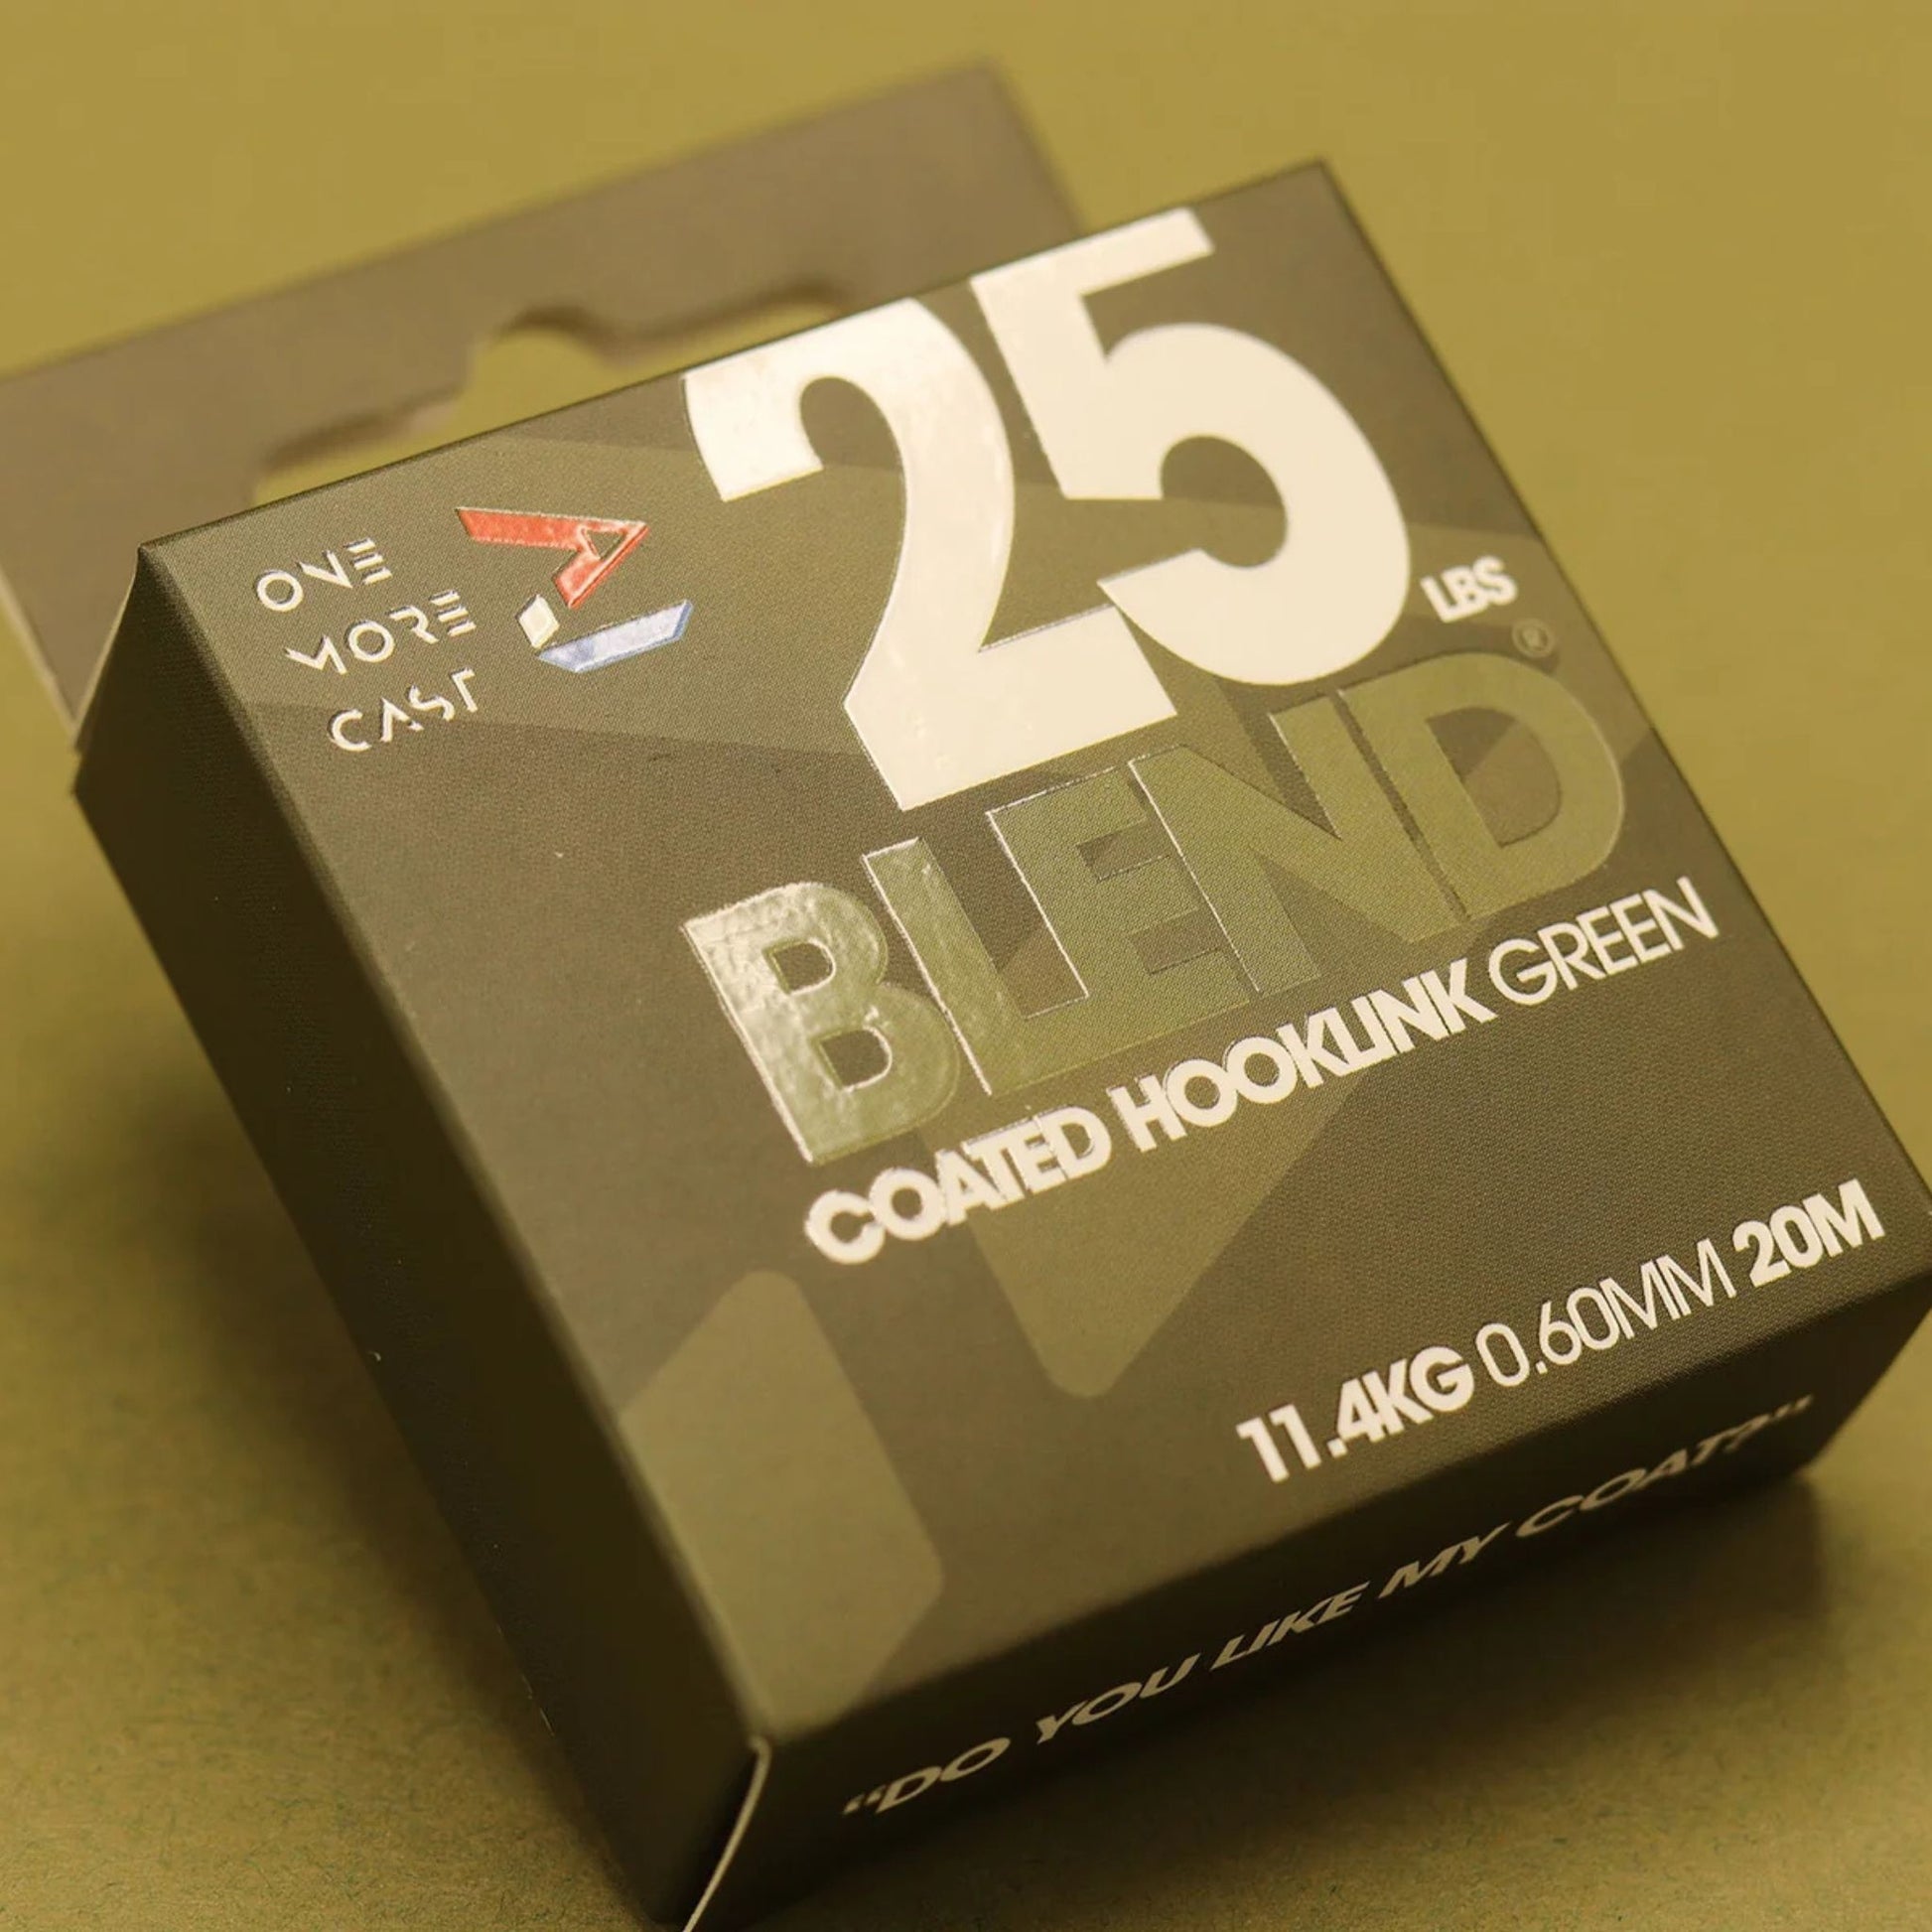 ONE
MORE
CAST
25 LBS
BLEND®
COATED HOOKLINK GREEN
11.4KG 0.60MM 20M
"DO YOU LIKE MY COAT?"